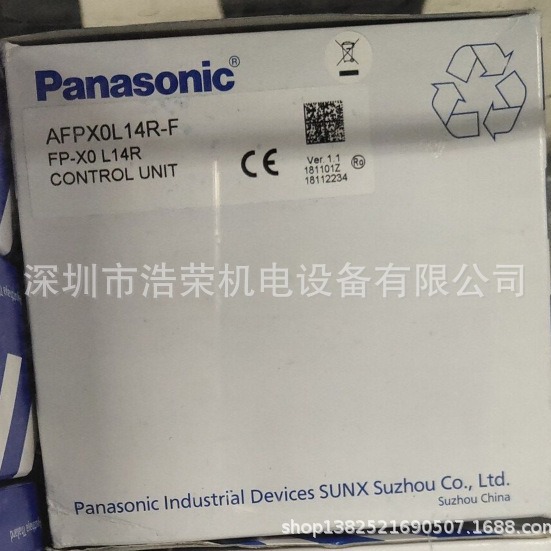 Panasonic®
AFPX0L14R-F
FP-X0 L14R
CONTROL UNIT
CE
Ver 1.1
181101Z
18112234
Ro
深圳市浩荣机电设备有限公司
Panasonic Industrial Devices SUNX Suzhou Co., Ltd.
Suzhou China
shop1382521690507.1688.com